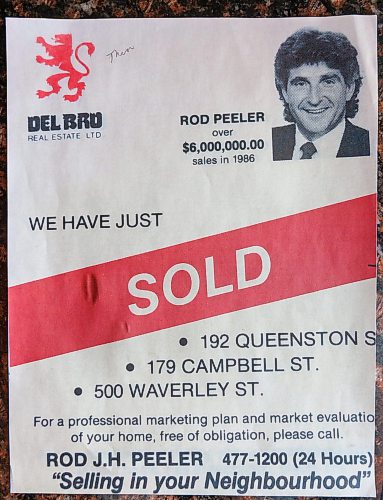 Thurs
DEL BRO
REAL ESTATE LTD
ROD PEELER
over
$6,000,000.00
sales in 1986
WE HAVE JUST
SOLD
• 192 QUEENSTON S
• 179 CAMPBELL ST.
• 500 WAVERLEY ST.
For a professional marketing plan and market evaluatio
of your home, free of obligation, please call.
ROD J.H. PEELER 477-1200 (24 Hours)
"Selling in your Neighbourhood"